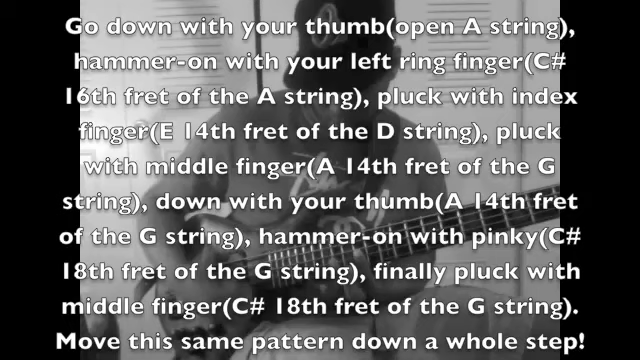 Go down with your thumb(open A string),
hammer-on with your left ring finger(C#
16th fret of the A string), pluck with index
finger(E 14th fret of the D string), pluck
with middle finger(A 14th fret of the G
string), down with your thumb(A 14th fret
of the G string), hammer-on with pinky(C#
18th fret of the G string), finally pluck with
middle finger(C# 18th fret of the G string).
Move this same pattern down a whole step!